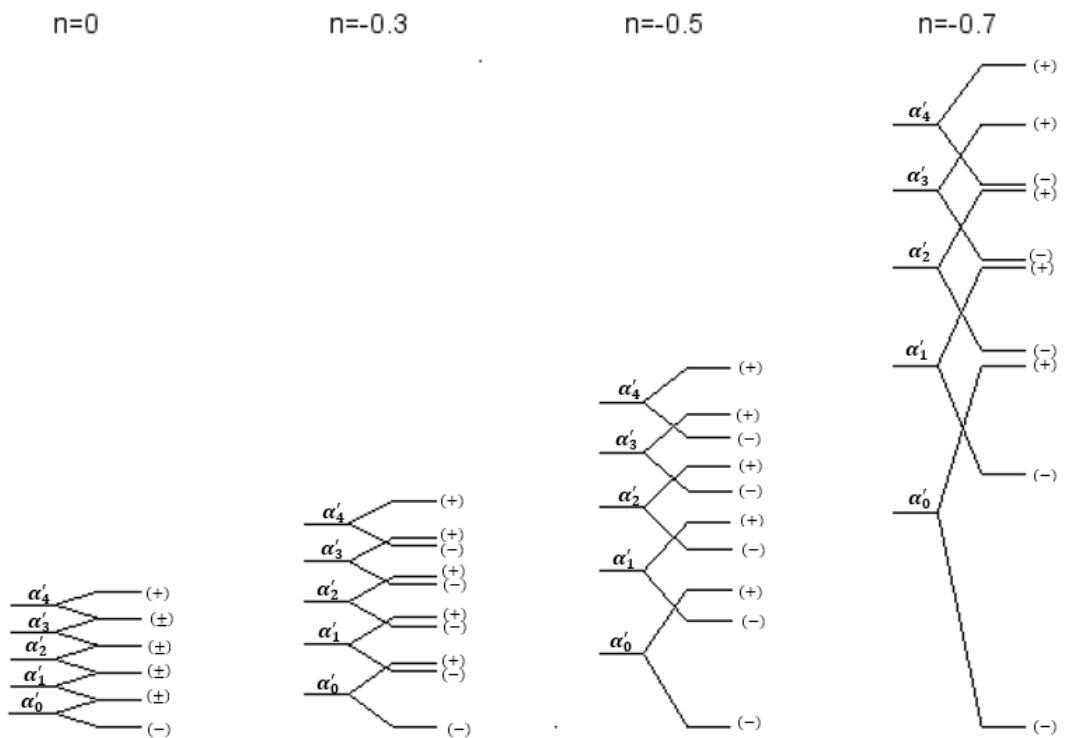 n=0 n=-0.3 n=-0.5 n=-0.7
α′₄ (+)
α′₃ (±)
α′₂ (±)
α′₁ (±)
α′₀ (±)
(−)
α′₄ (+)
(+)
α′₃ (−)
(+)
α′₂ (−)
(+)
α′₁ (−)
(+)
α′₀ (−)
(−)
α′₄ (+)
(+)
α′₃ (−)
(+)
α′₂ (−)
(+)
α′₁ (−)
(+)
α′₀ (−)
(−)
α′₄ (+)
(+)
α′₃ (−)
(+)
α′₂ (−)
(+)
α′₁ (−)
(+)
α′₀ (−)
(−)